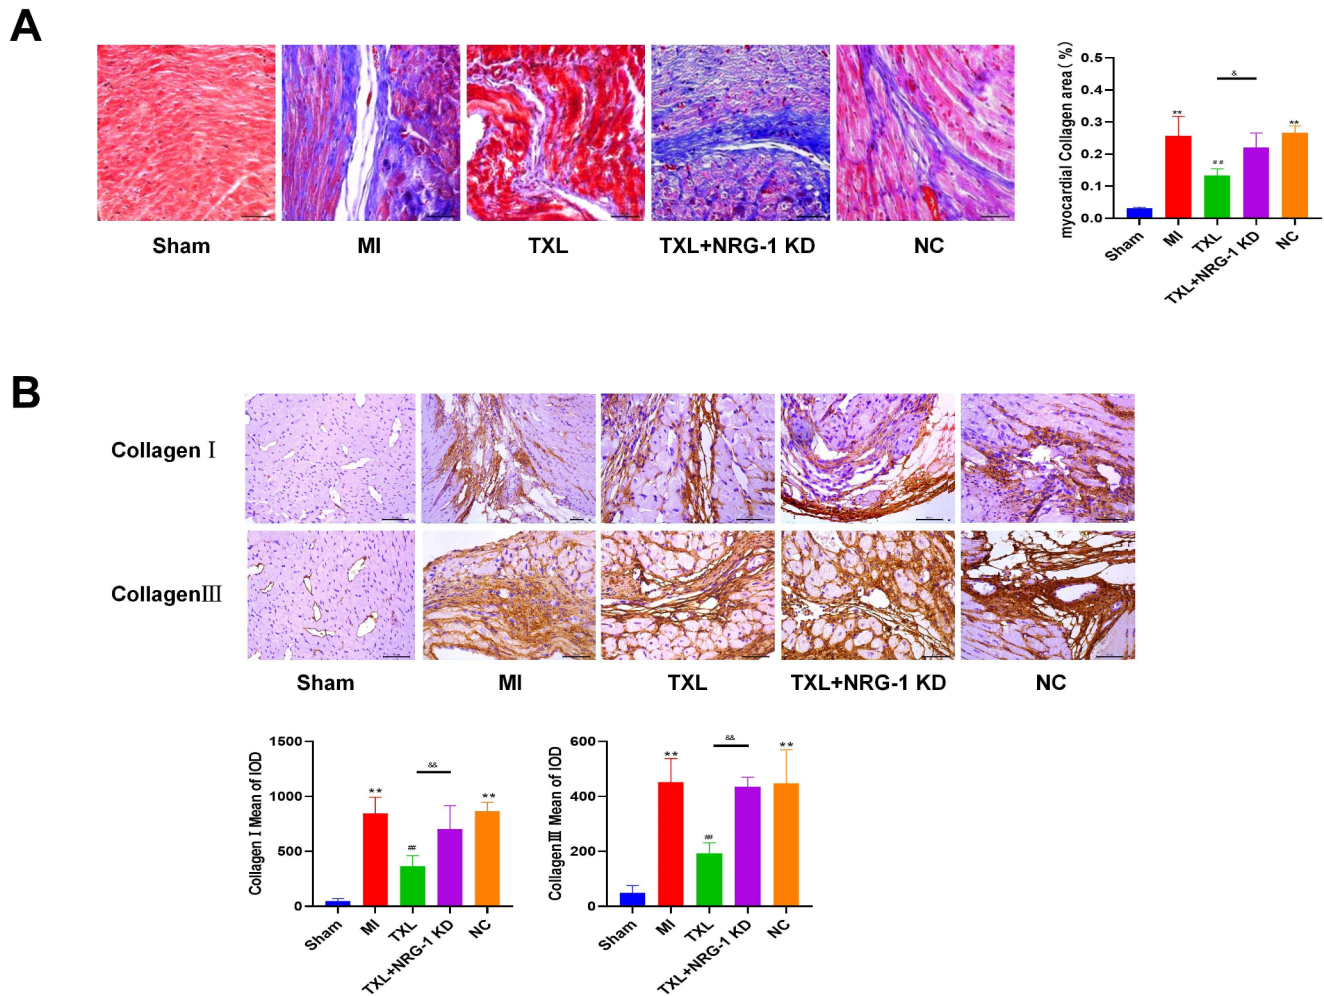 A
Sham
MI
TXL
TXL+NRG-1 KD
NC
myocardial Collagen area( %)
0.5
0.4
0.3
0.2
0.1
0.0
**
##
&
**
Sham
MI
TXL
TXL+NRG-1 KD
NC
B
Collagen Ⅰ
CollagenⅢ
Sham
MI
TXL
TXL+NRG-1 KD
NC
Collagen Ⅰ Mean of IOD
1500
1000
500
0
**
##
&&
**
Sham
MI
TXL
TXL+NRG-1 KD
NC
CollagenⅢ Mean of IOD
600
400
200
0
**
##
&&
**
Sham
MI
TXL
TXL+NRG-1 KD
NC